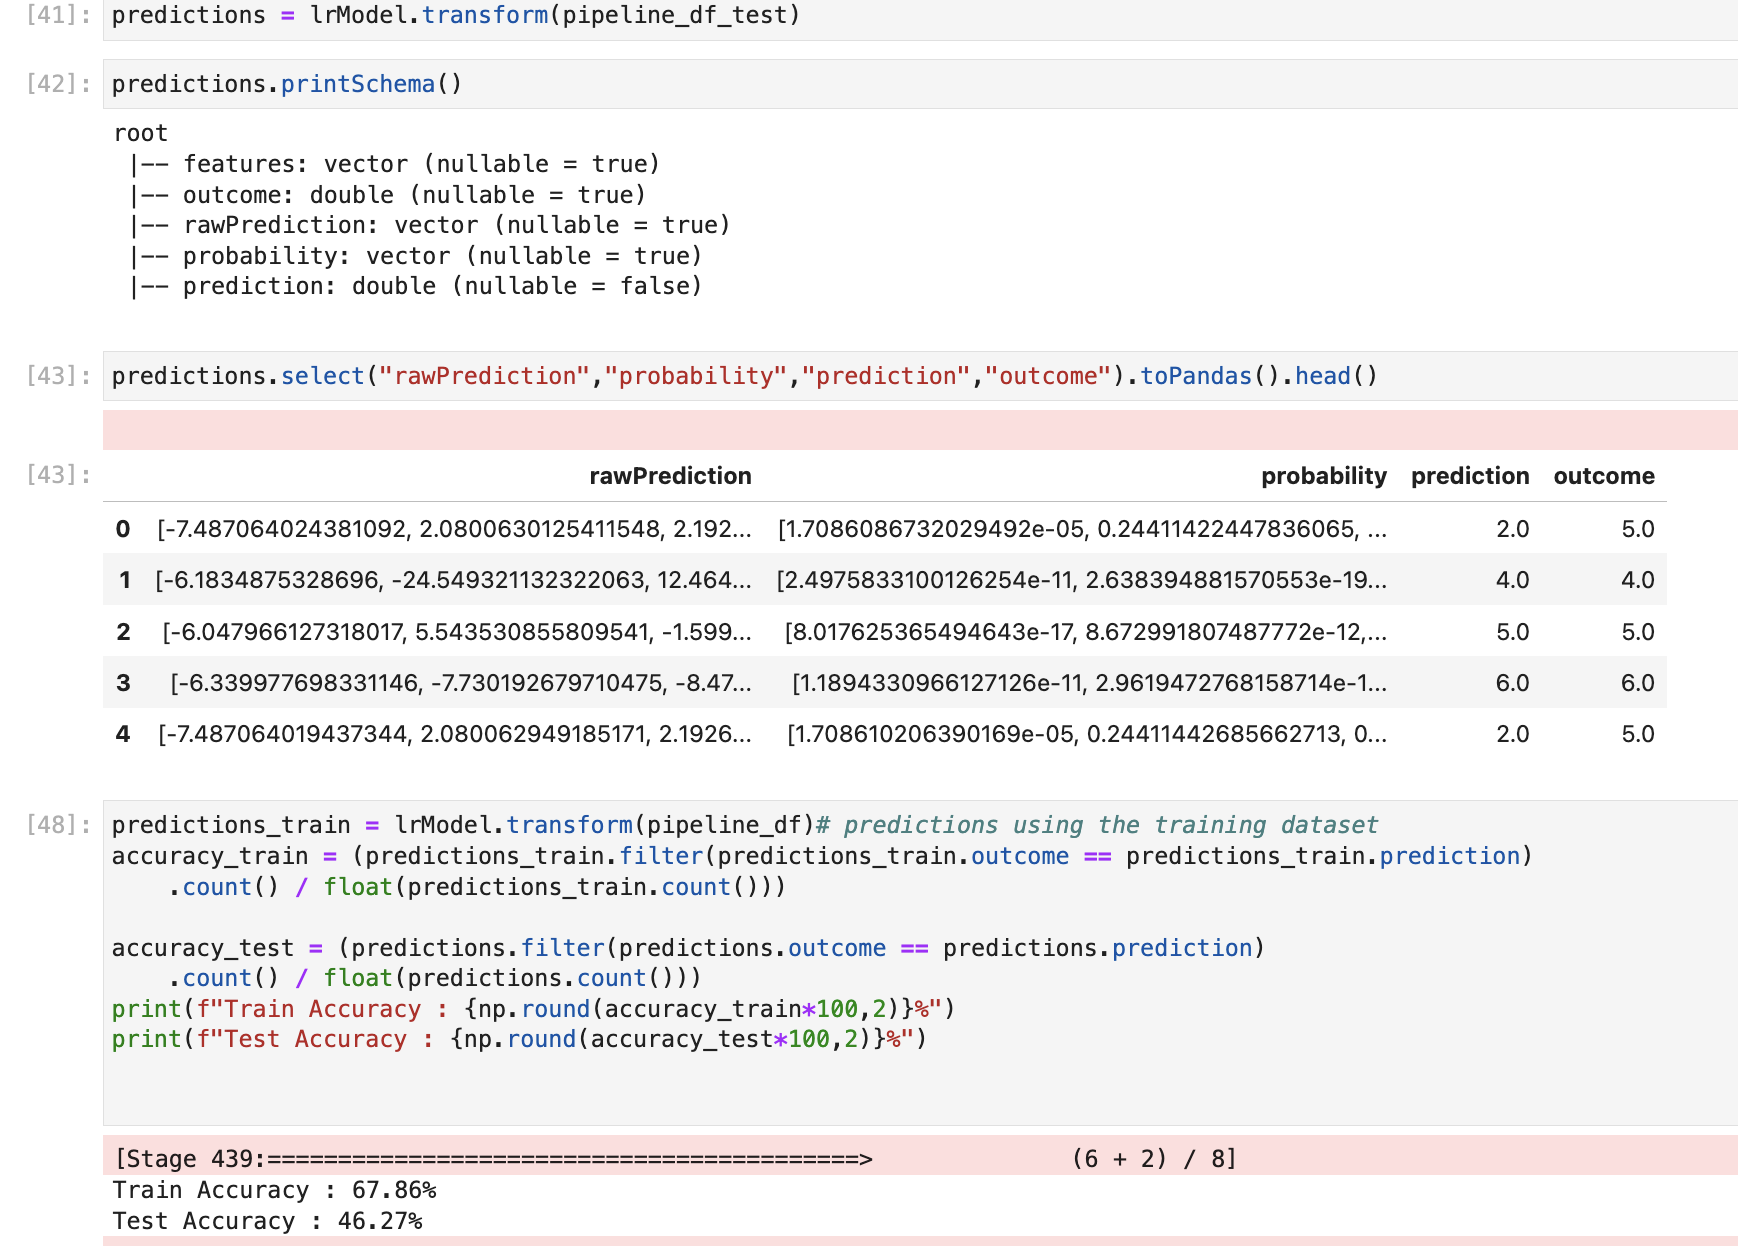 [41]: predictions = lrModel.transform(pipeline_df_test)
[42]: predictions.printSchema()
root
 |-- features: vector (nullable = true)
 |-- outcome: double (nullable = true)
 |-- rawPrediction: vector (nullable = true)
 |-- probability: vector (nullable = true)
 |-- prediction: double (nullable = false)
[43]: predictions.select("rawPrediction","probability","prediction","outcome").toPandas().head()
[43]: rawPrediction probability prediction outcome
0 [-7.487064024381092, 2.0800630125411548, 2.192... [1.7086086732029492e-05, 0.24411422447836065, ... 2.0 5.0
1 [-6.1834875328696, -24.549321132322063, 12.464... [2.4975833100126254e-11, 2.638394881570553e-19... 4.0 4.0
2 [-6.047966127318017, 5.543530855809541, -1.599... [8.017625365494643e-17, 8.672991807487772e-12,... 5.0 5.0
3 [-6.339977698331146, -7.730192679710475, -8.47... [1.1894330966127126e-11, 2.9619472768158714e-1... 6.0 6.0
4 [-7.487064019437344, 2.080062949185171, 2.1926... [1.708610206390169e-05, 0.24411442685662713, 0... 2.0 5.0
[48]: predictions_train = lrModel.transform(pipeline_df)# predictions using the training dataset
accuracy_train = (predictions_train.filter(predictions_train.outcome == predictions_train.prediction)
    .count() / float(predictions_train.count()))
accuracy_test = (predictions.filter(predictions.outcome == predictions.prediction)
    .count() / float(predictions.count()))
print(f"Train Accuracy : {np.round(accuracy_train*100,2)}%")
print(f"Test Accuracy : {np.round(accuracy_test*100,2)}%")
[Stage 439:==========================================> (6 + 2) / 8]
Train Accuracy : 67.86%
Test Accuracy : 46.27%